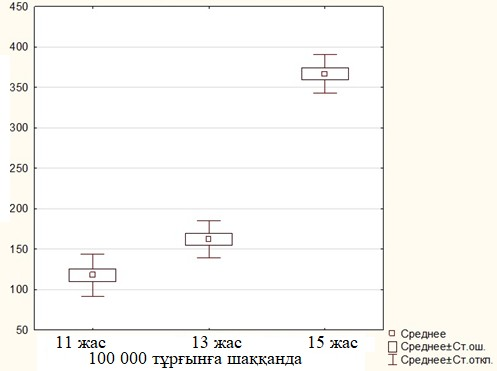 450
400
350
300
250
200
150
100
50
11 жас 13 жас 15 жас
100 000 тұрғынға шаққанда
Среднее
Среднее±Ст.ош.
Среднее±Ст.откл.